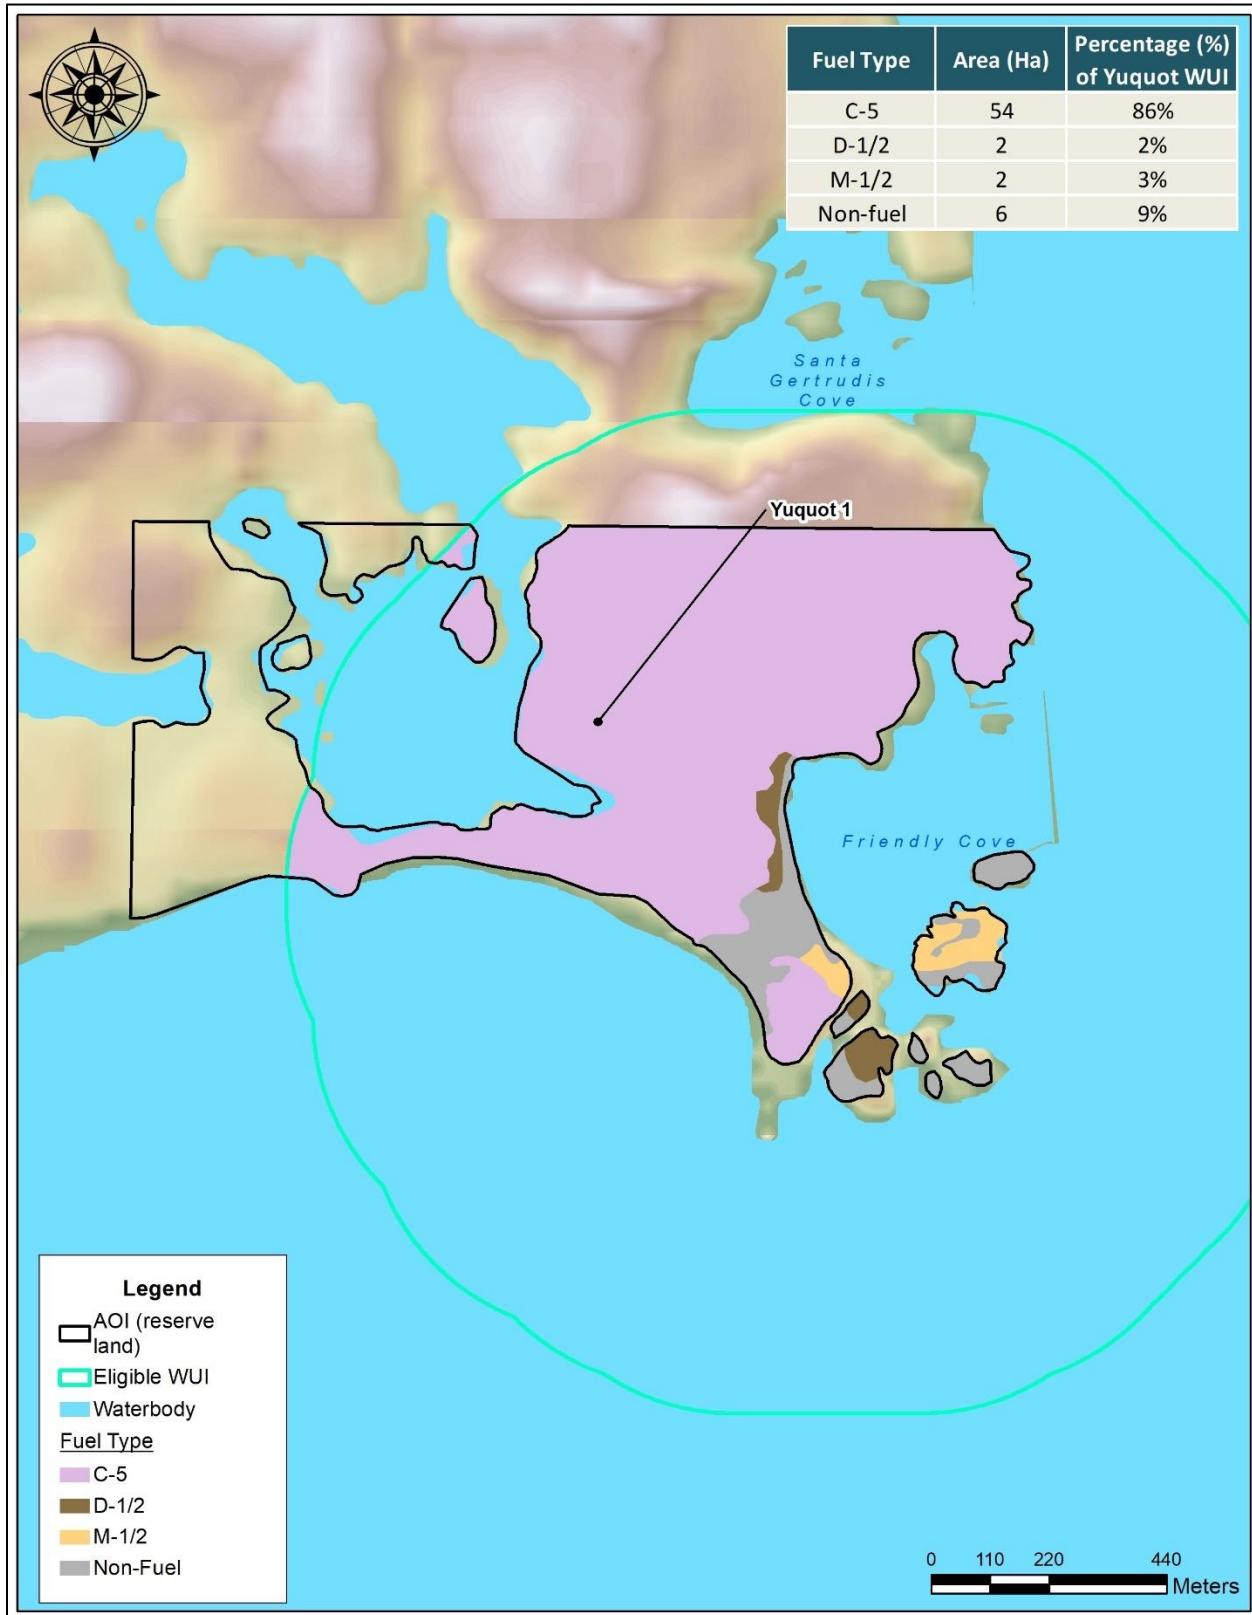 Fuel Type Area (Ha) Percentage (%) of Yuquot WUI
C-5 54 86%
D-1/2 2 2%
M-1/2 2 3%
Non-fuel 6 9%
Santa
Gertrudis
Cove
Yuquot 1
Friendly Cove
Legend
AOI (reserve
land)
Eligible WUI
Waterbody
Fuel Type
C-5
D-1/2
M-1/2
Non-Fuel
0 110 220 440
Meters